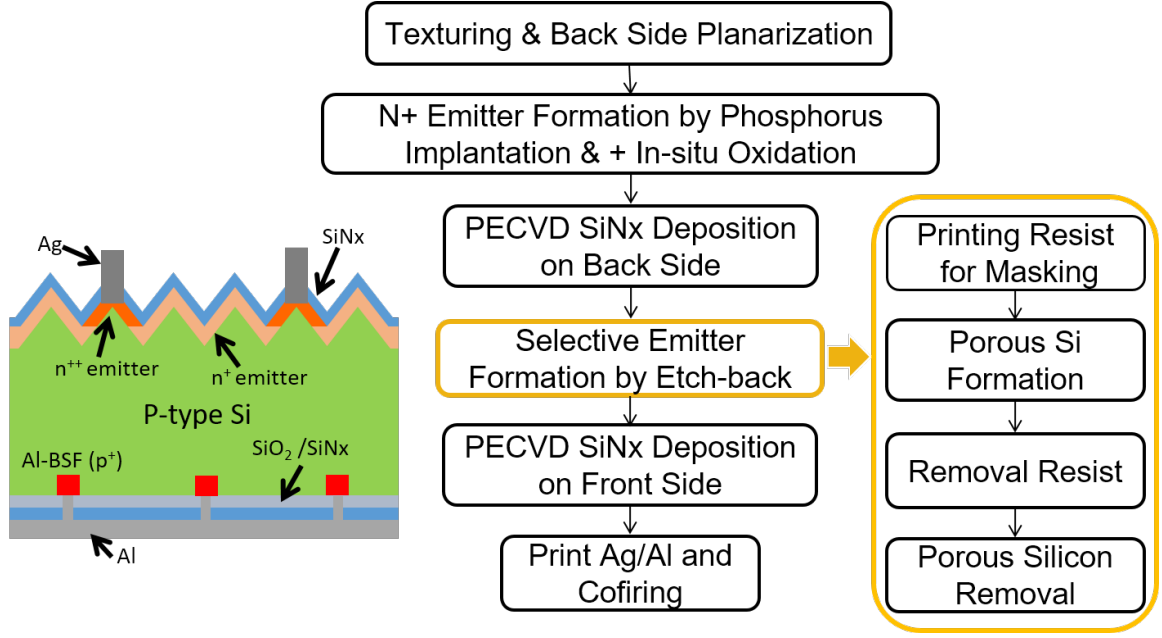 Texturing & Back Side Planarization
N+ Emitter Formation by Phosphorus
Implantation & + In-situ Oxidation
PECVD SiNx Deposition
on Back Side
Selective Emitter
Formation by Etch-back
PECVD SiNx Deposition
on Front Side
Print Ag/Al and
Cofiring
Printing Resist
for Masking
Porous Si
Formation
Removal Resist
Porous Silicon
Removal
Ag
SiNx
n⁺⁺ emitter
n⁺ emitter
P-type Si
Al-BSF (p⁺)
SiO₂ /SiNx
Al